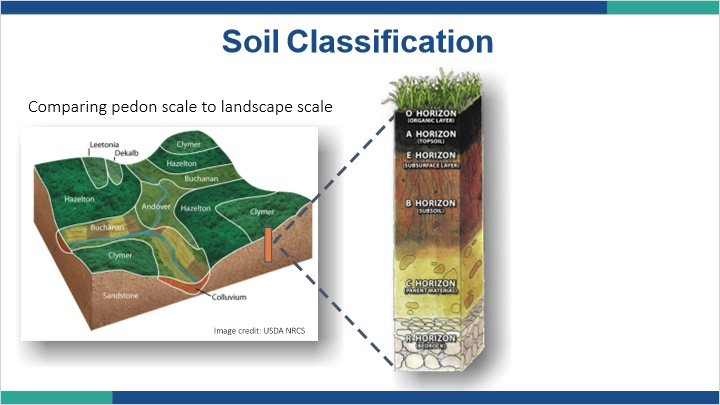 Soil Classification
Comparing pedon scale to landscape scale
Leetonia
Dekalb
Clymer
Hazelton
Buchanan
Hazelton
Andover
Hazelton
Clymer
Buchanan
Clymer
Sandstone
Colluvium
Image credit: USDA NRCS
O HORIZON
(ORGANIC LAYER)
A HORIZON
(TOPSOIL)
E HORIZON
(SUBSURFACE LAYER)
B HORIZON
(SUBSOIL)
C HORIZON
(PARENT MATERIAL)
R HORIZON
(BEDROCK)